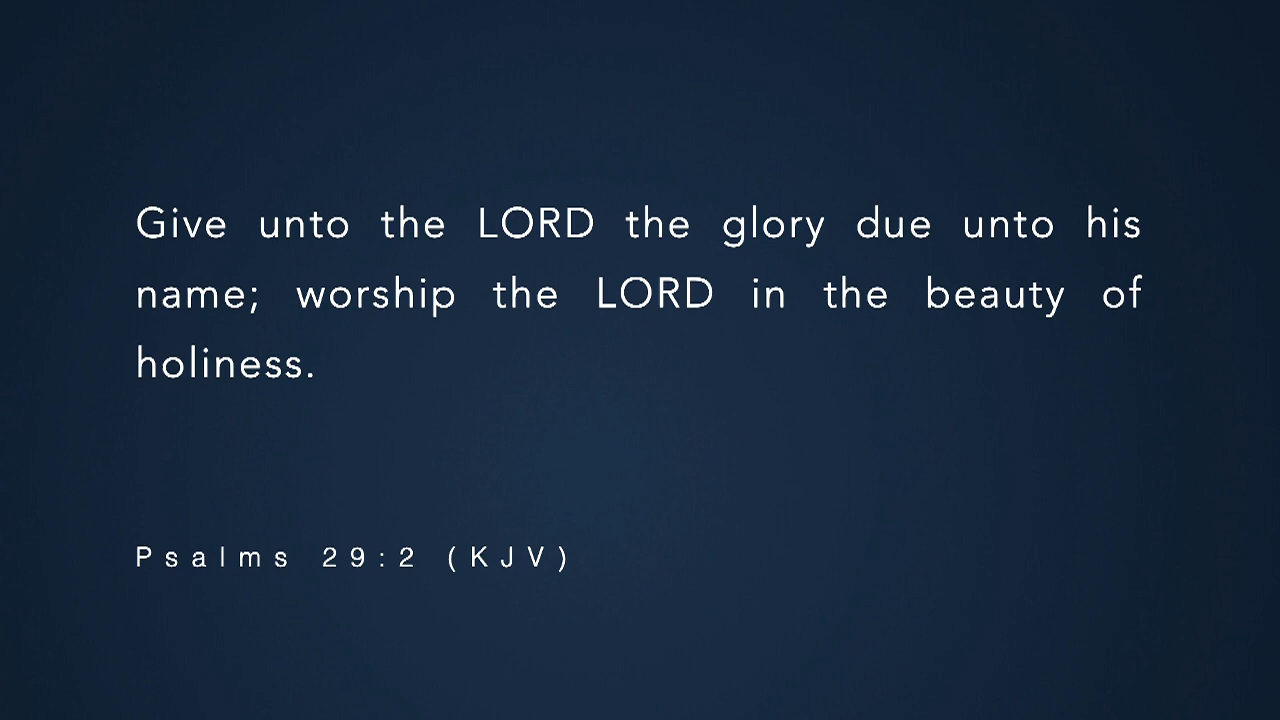 Give unto the LORD the glory due unto his
name; worship the LORD in the beauty of
holiness.
Psalms 29:2 (KJV)